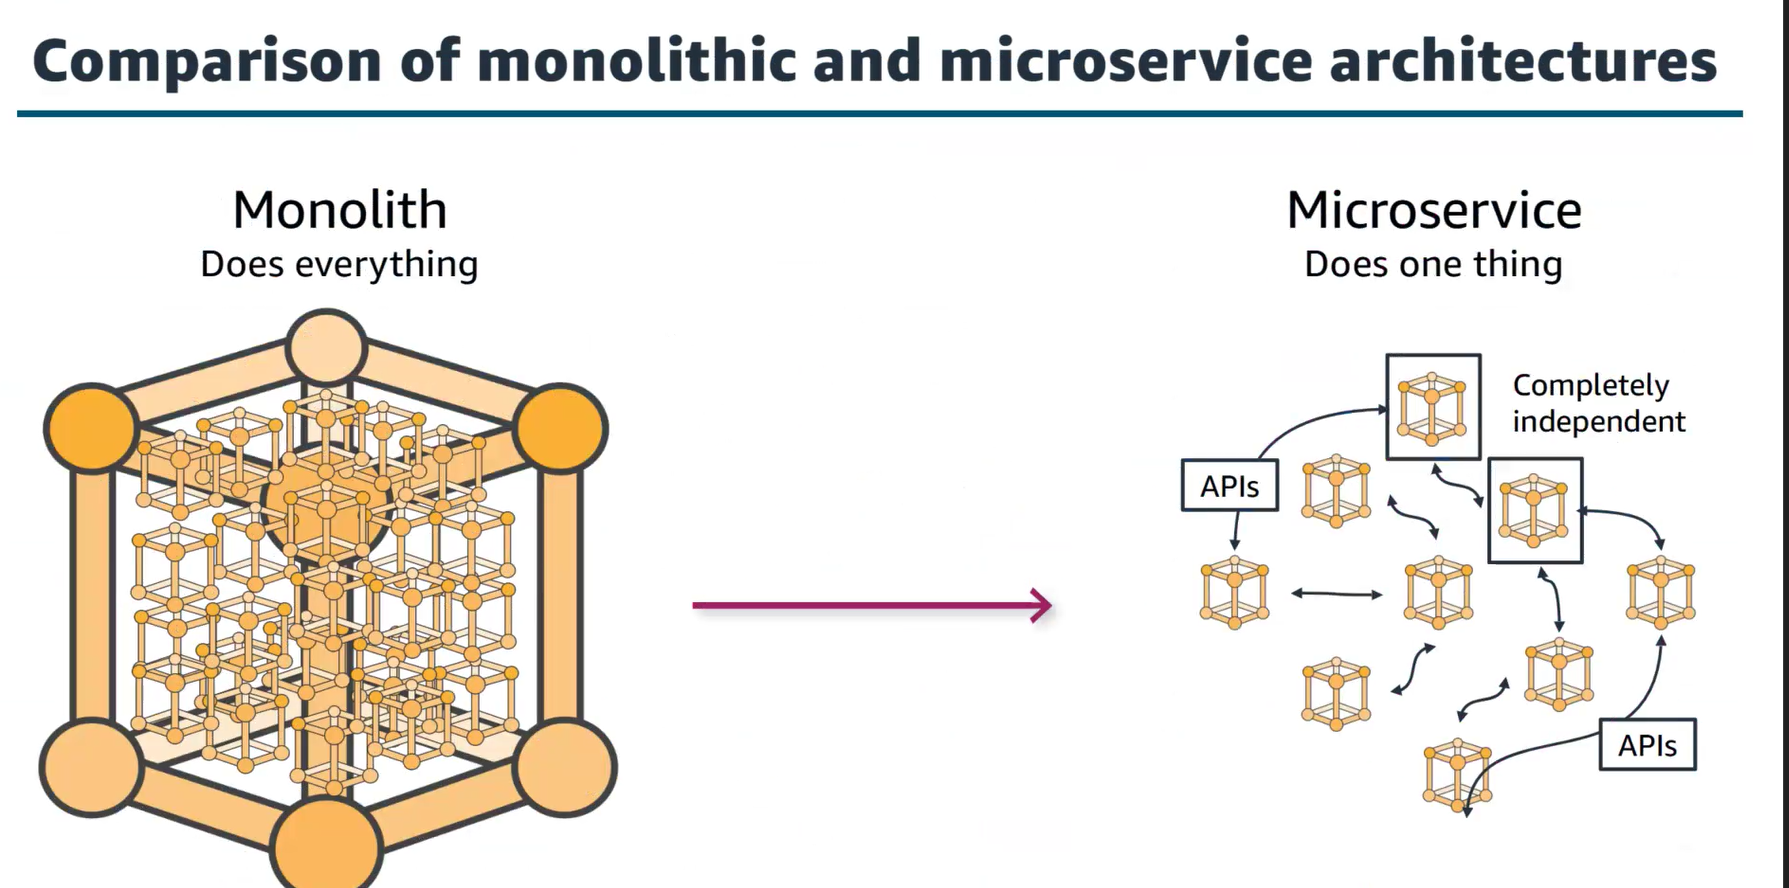 Comparison of monolithic and microservice architectures
Monolith
Does everything
Microservice
Does one thing
Completely
independent
APIs
APIs